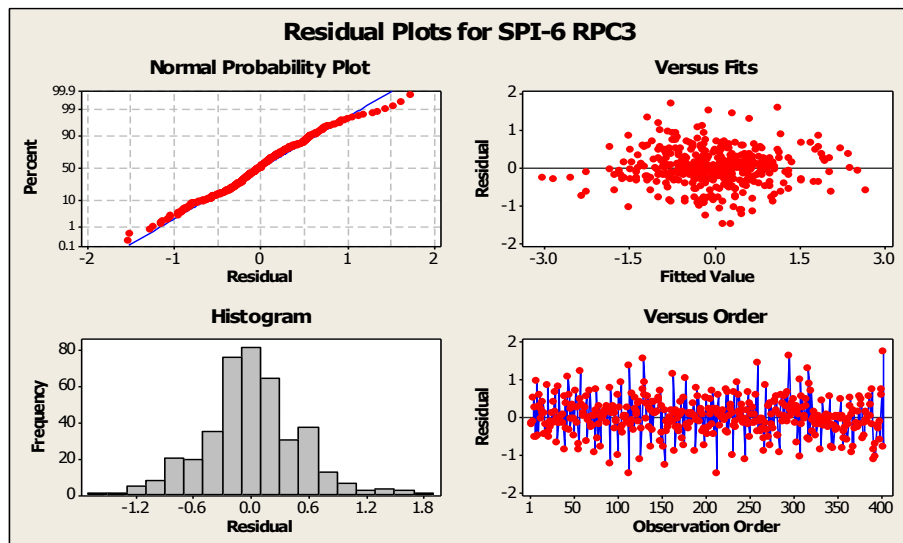 Residual Plots for SPI-6 RPC3
Normal Probability Plot
99.9
99
90
50
10
1
0.1
Percent
-2 -1 0.0 1 2
Residual
Versus Fits
2
1
0
-1
-2
Residual
-3.0 -1.5 0.0 1.5 3.0
Fitted Value
Histogram
80
60
40
20
0
Frequency
-1.2 -0.6 0.0 0.6 1.2 1.8
Residual
Versus Order
2
1
0
-1
-2
Residual
1 50 100 150 200 250 300 350 400
Observation Order